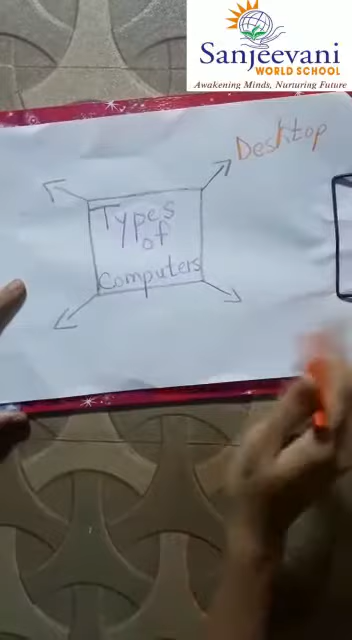 Sanjeevani
WORLD SCHOOL
Awakening Minds, Nurturing Future
Desktop
Types
of
Computers